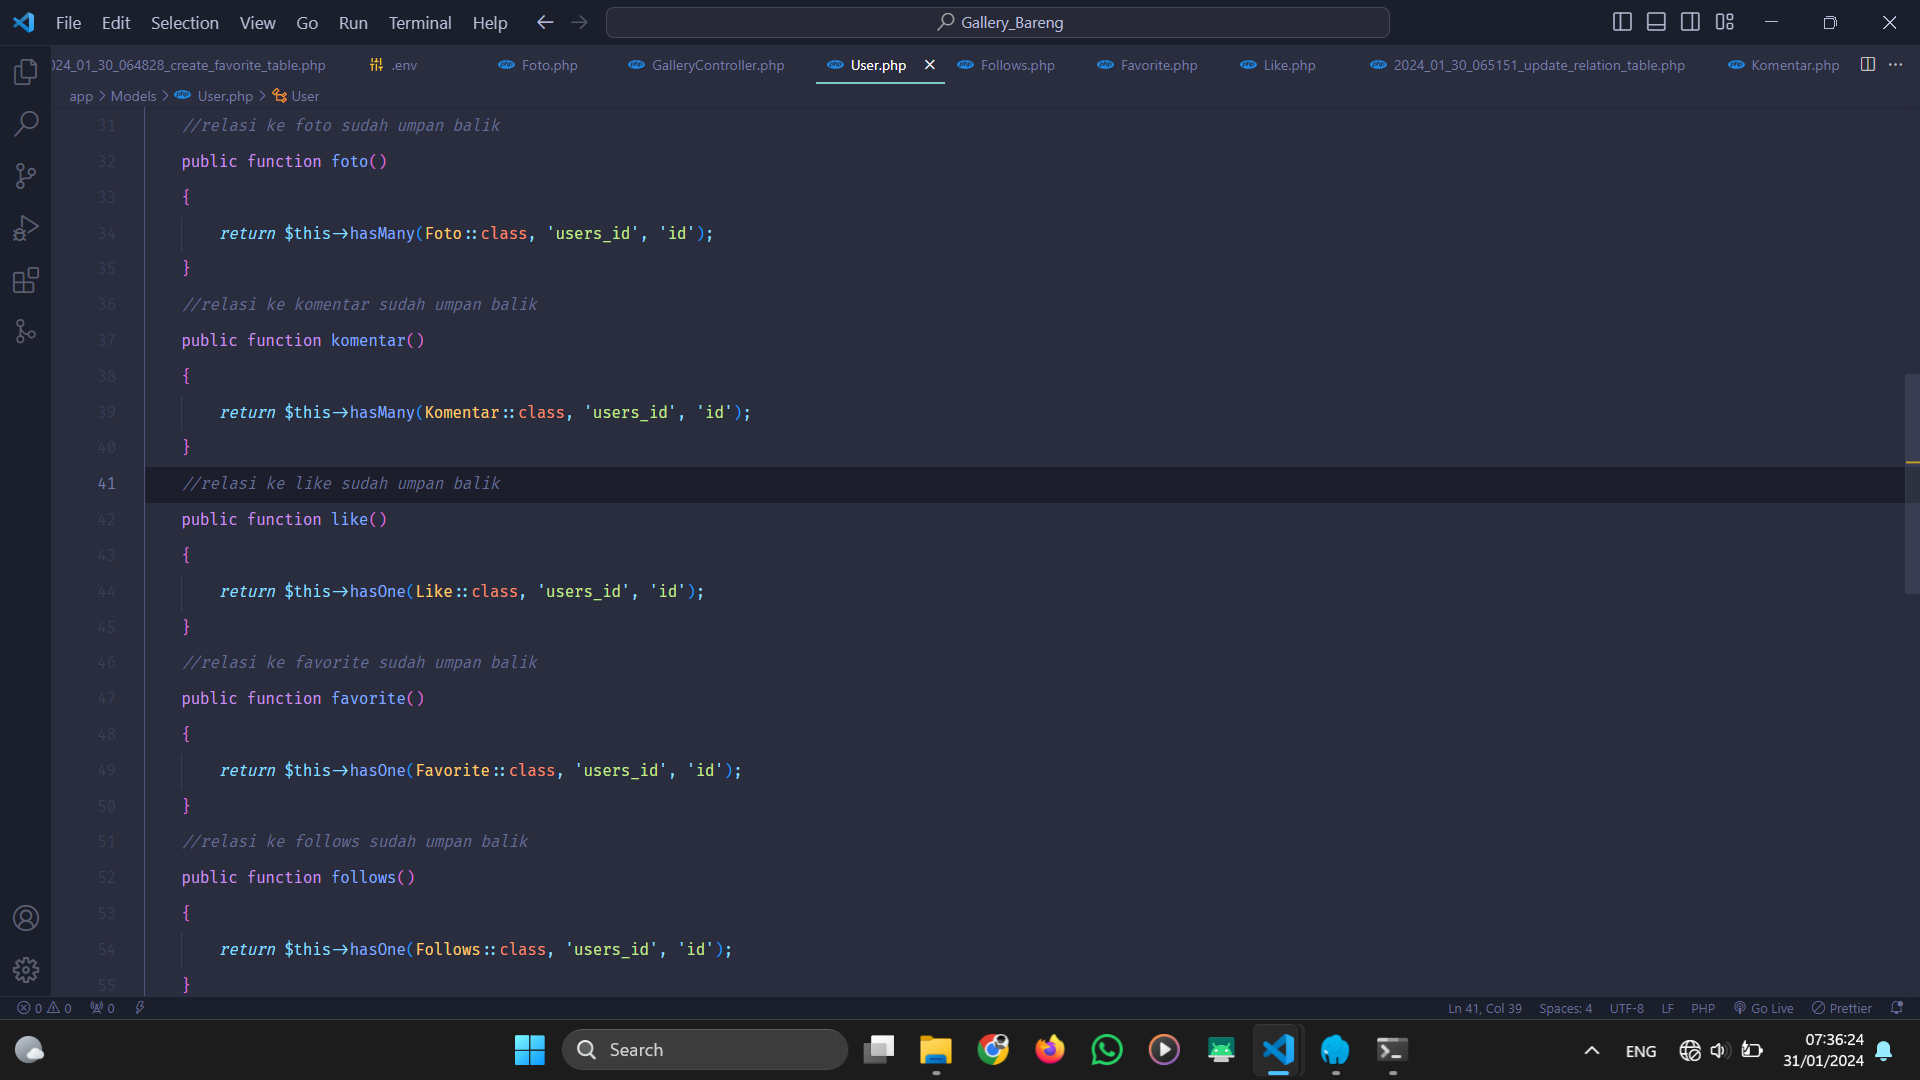 File Edit Selection View Go Run Terminal Help
Gallery_Bareng
024_01_30_064828_create_favorite_table.php .env Foto.php GalleryController.php User.php Follows.php Favorite.php Like.php 2024_01_30_065151_update_relation_table.php Komentar.php
app > Models > User.php > User
31 //relasi ke foto sudah umpan balik
32 public function foto()
33 {
34 return $this->hasMany(Foto::class, 'users_id', 'id');
35 }
36 //relasi ke komentar sudah umpan balik
37 public function komentar()
38 {
39 return $this->hasMany(Komentar::class, 'users_id', 'id');
40 }
41 //relasi ke like sudah umpan balik
42 public function like()
43 {
44 return $this->hasOne(Like::class, 'users_id', 'id');
45 }
46 //relasi ke favorite sudah umpan balik
47 public function favorite()
48 {
49 return $this->hasOne(Favorite::class, 'users_id', 'id');
50 }
51 //relasi ke follows sudah umpan balik
52 public function follows()
53 {
54 return $this->hasOne(Follows::class, 'users_id', 'id');
55 }
0 0 0 Ln 41, Col 39 Spaces: 4 UTF-8 LF PHP Go Live Prettier
Search ENG 07:36:24
31/01/2024